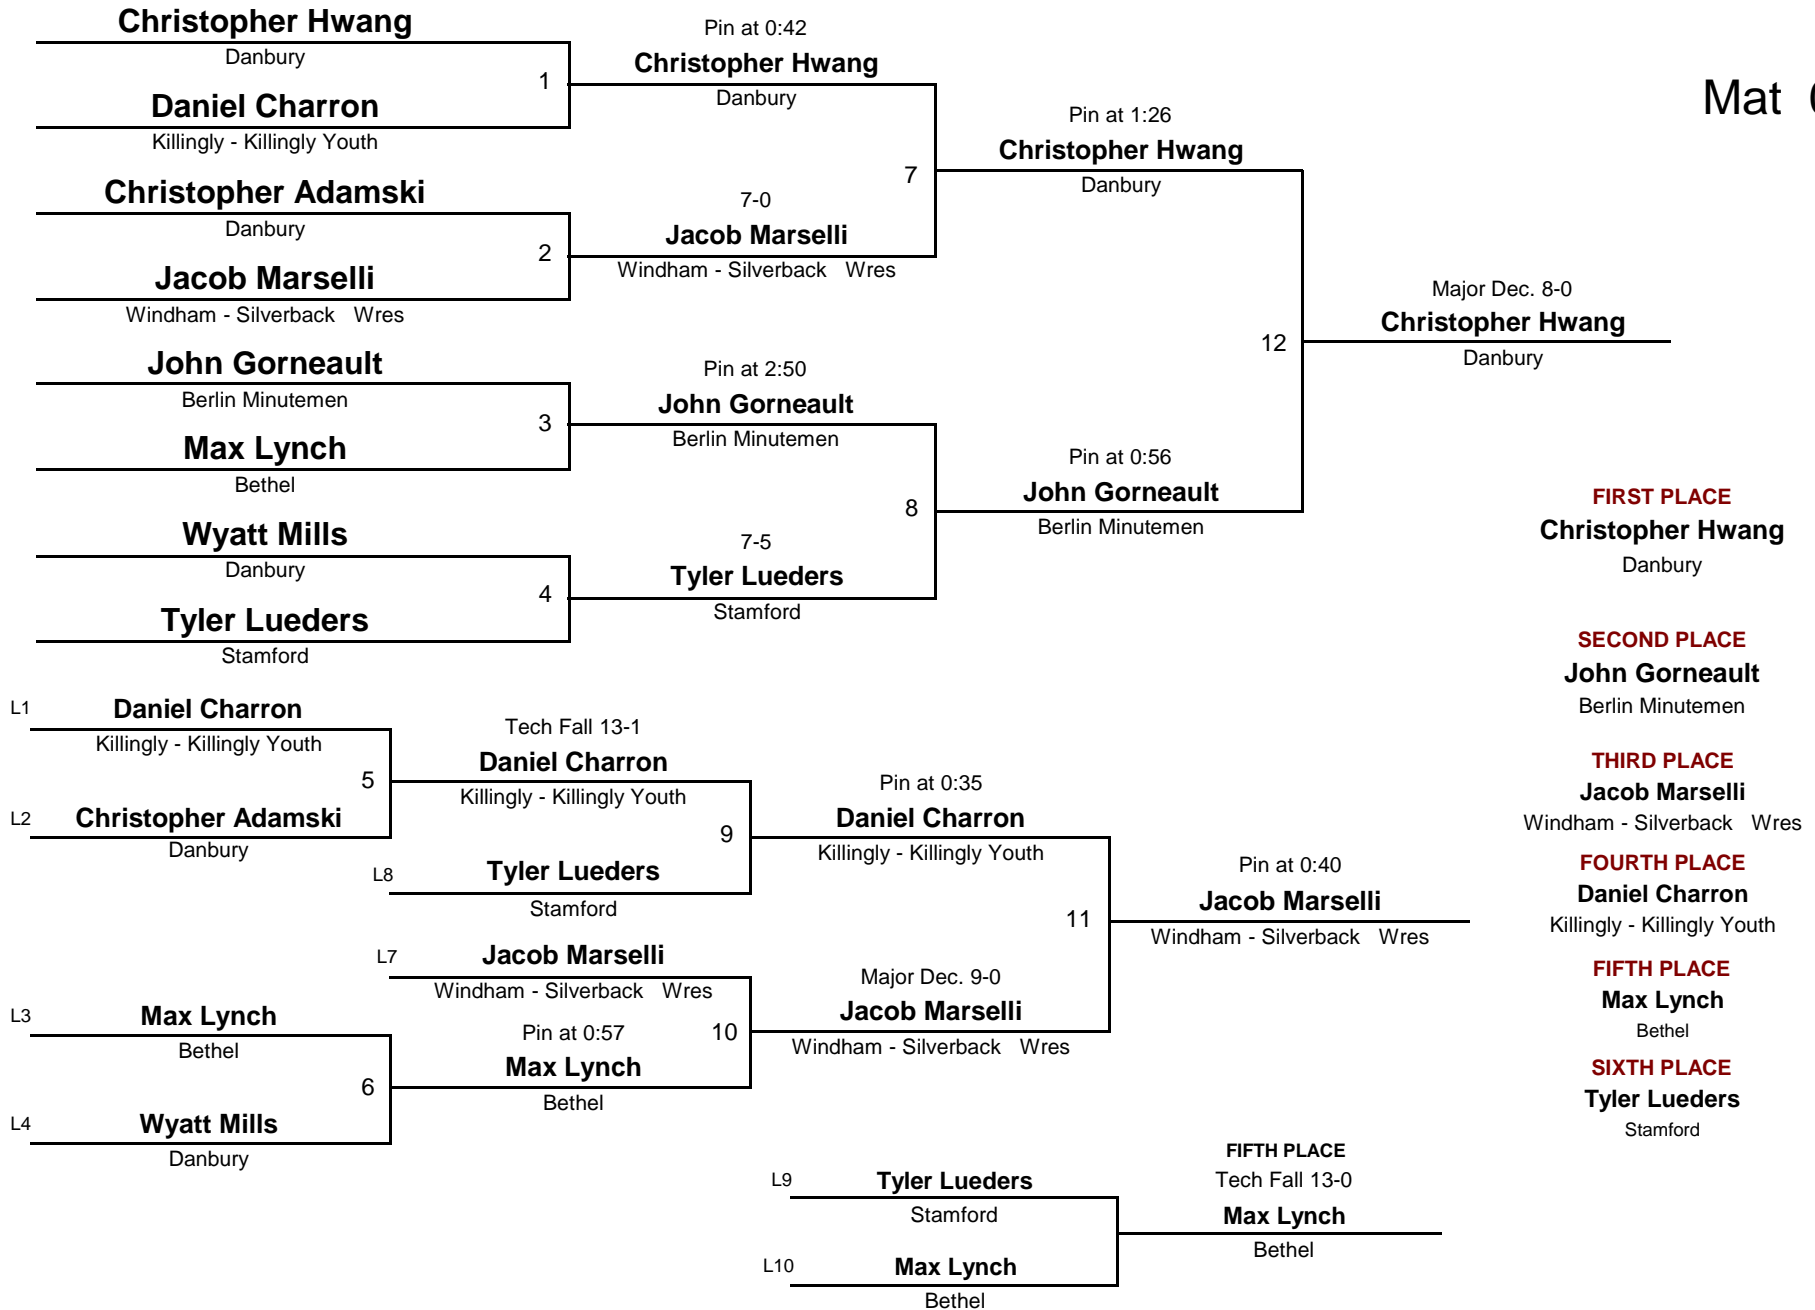 Christopher Hwang
Danbury
1
Daniel Charron
Killingly - Killingly Youth
Christopher Adamski
Danbury
2
Jacob Marselli
Windham - Silverback Wres
John Gorneault
Berlin Minutemen
3
Max Lynch
Bethel
Wyatt Mills
Danbury
4
Tyler Lueders
Stamford
Pin at 0:42
Christopher Hwang
Danbury
7
7-0
Jacob Marselli
Windham - Silverback Wres
Pin at 2:50
John Gorneault
Berlin Minutemen
8
7-5
Tyler Lueders
Stamford
Pin at 1:26
Christopher Hwang
Danbury
12
Pin at 0:56
John Gorneault
Berlin Minutemen
Major Dec. 8-0
Christopher Hwang
Danbury
Mat
L1 Daniel Charron
Killingly - Killingly Youth
5
L2 Christopher Adamski
Danbury
L3 Max Lynch
Bethel
6
L4 Wyatt Mills
Danbury
Tech Fall 13-1
Daniel Charron
Killingly - Killingly Youth
9
L8 Tyler Lueders
Stamford
L7 Jacob Marselli
Windham - Silverback Wres
10
Pin at 0:57
Max Lynch
Bethel
Pin at 0:35
Daniel Charron
Killingly - Killingly Youth
11
Major Dec. 9-0
Jacob Marselli
Windham - Silverback Wres
Pin at 0:40
Jacob Marselli
Windham - Silverback Wres
L9 Tyler Lueders
Stamford
L10 Max Lynch
Bethel
FIFTH PLACE
Tech Fall 13-0
Max Lynch
Bethel
FIRST PLACE
Christopher Hwang
Danbury
SECOND PLACE
John Gorneault
Berlin Minutemen
THIRD PLACE
Jacob Marselli
Windham - Silverback Wres
FOURTH PLACE
Daniel Charron
Killingly - Killingly Youth
FIFTH PLACE
Max Lynch
Bethel
SIXTH PLACE
Tyler Lueders
Stamford